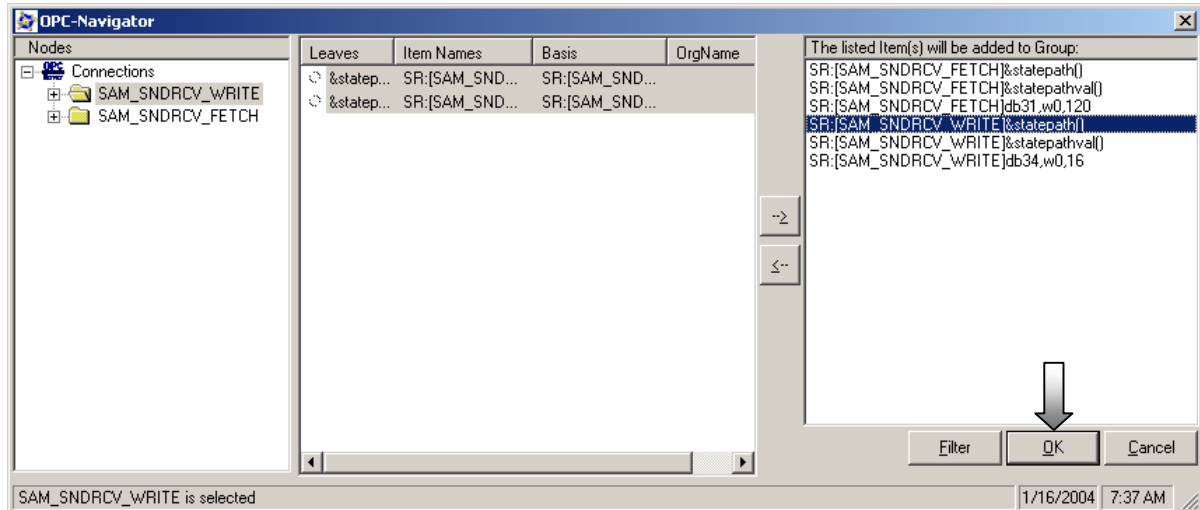 OPC-Navigator
Nodes
Connections
SAM_SNDRCV_WRITE
SAM_SNDRCV_FETCH
Leaves Item Names Basis OrgName
&statep... SR:[SAM_SND... SR:[SAM_SND...
&statep... SR:[SAM_SND... SR:[SAM_SND...
-->
<--
The listed Item(s) will be added to Group:
SR:[SAM_SNDRCV_FETCH]&statepath()
SR:[SAM_SNDRCV_FETCH]&statepathval()
SR:[SAM_SNDRCV_FETCH]db31,w0,120
SR:[SAM_SNDRCV_WRITE]&statepath()
SR:[SAM_SNDRCV_WRITE]&statepathval()
SR:[SAM_SNDRCV_WRITE]db34,w0,16
Filter OK Cancel
SAM_SNDRCV_WRITE is selected 1/16/2004 7:37 AM